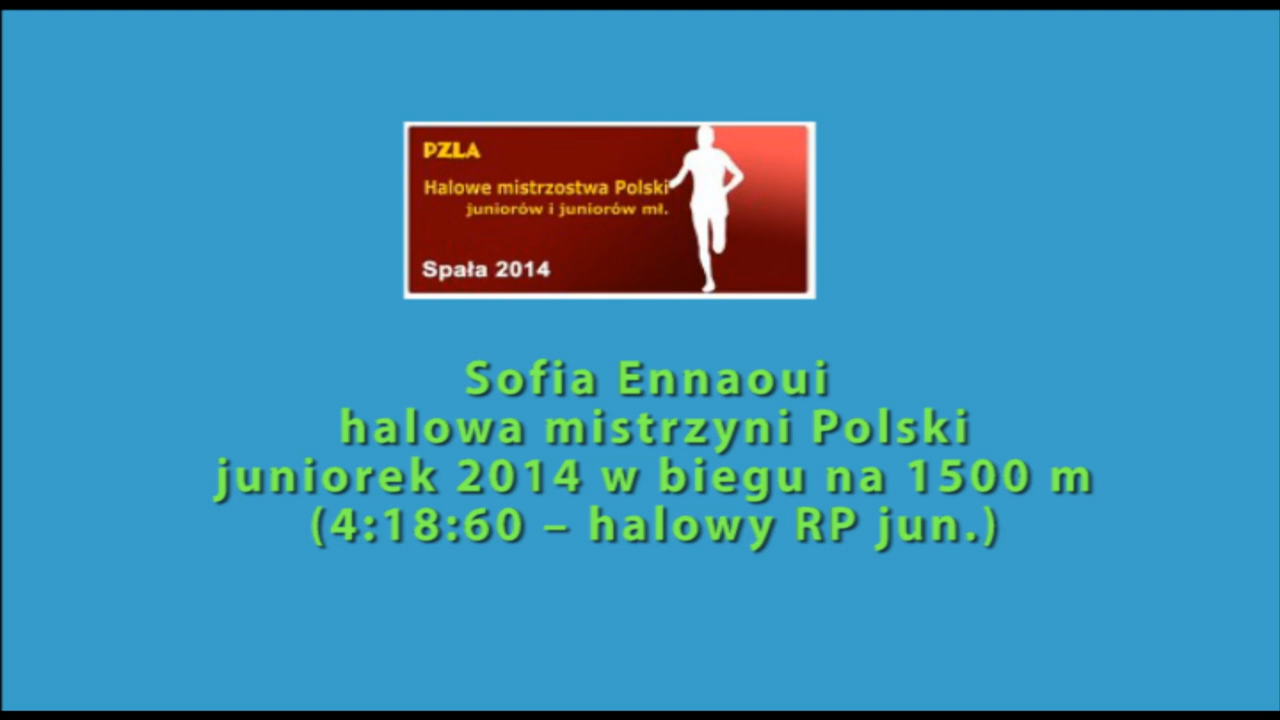 PZLA
Halowe mistrzostwa Polski
juniorów i juniorów mł.
Spała 2014
Sofia Ennaoui
halowa mistrzyni Polski
juniorek 2014 w biegu na 1500 m
(4:18:60 – halowy RP jun.)